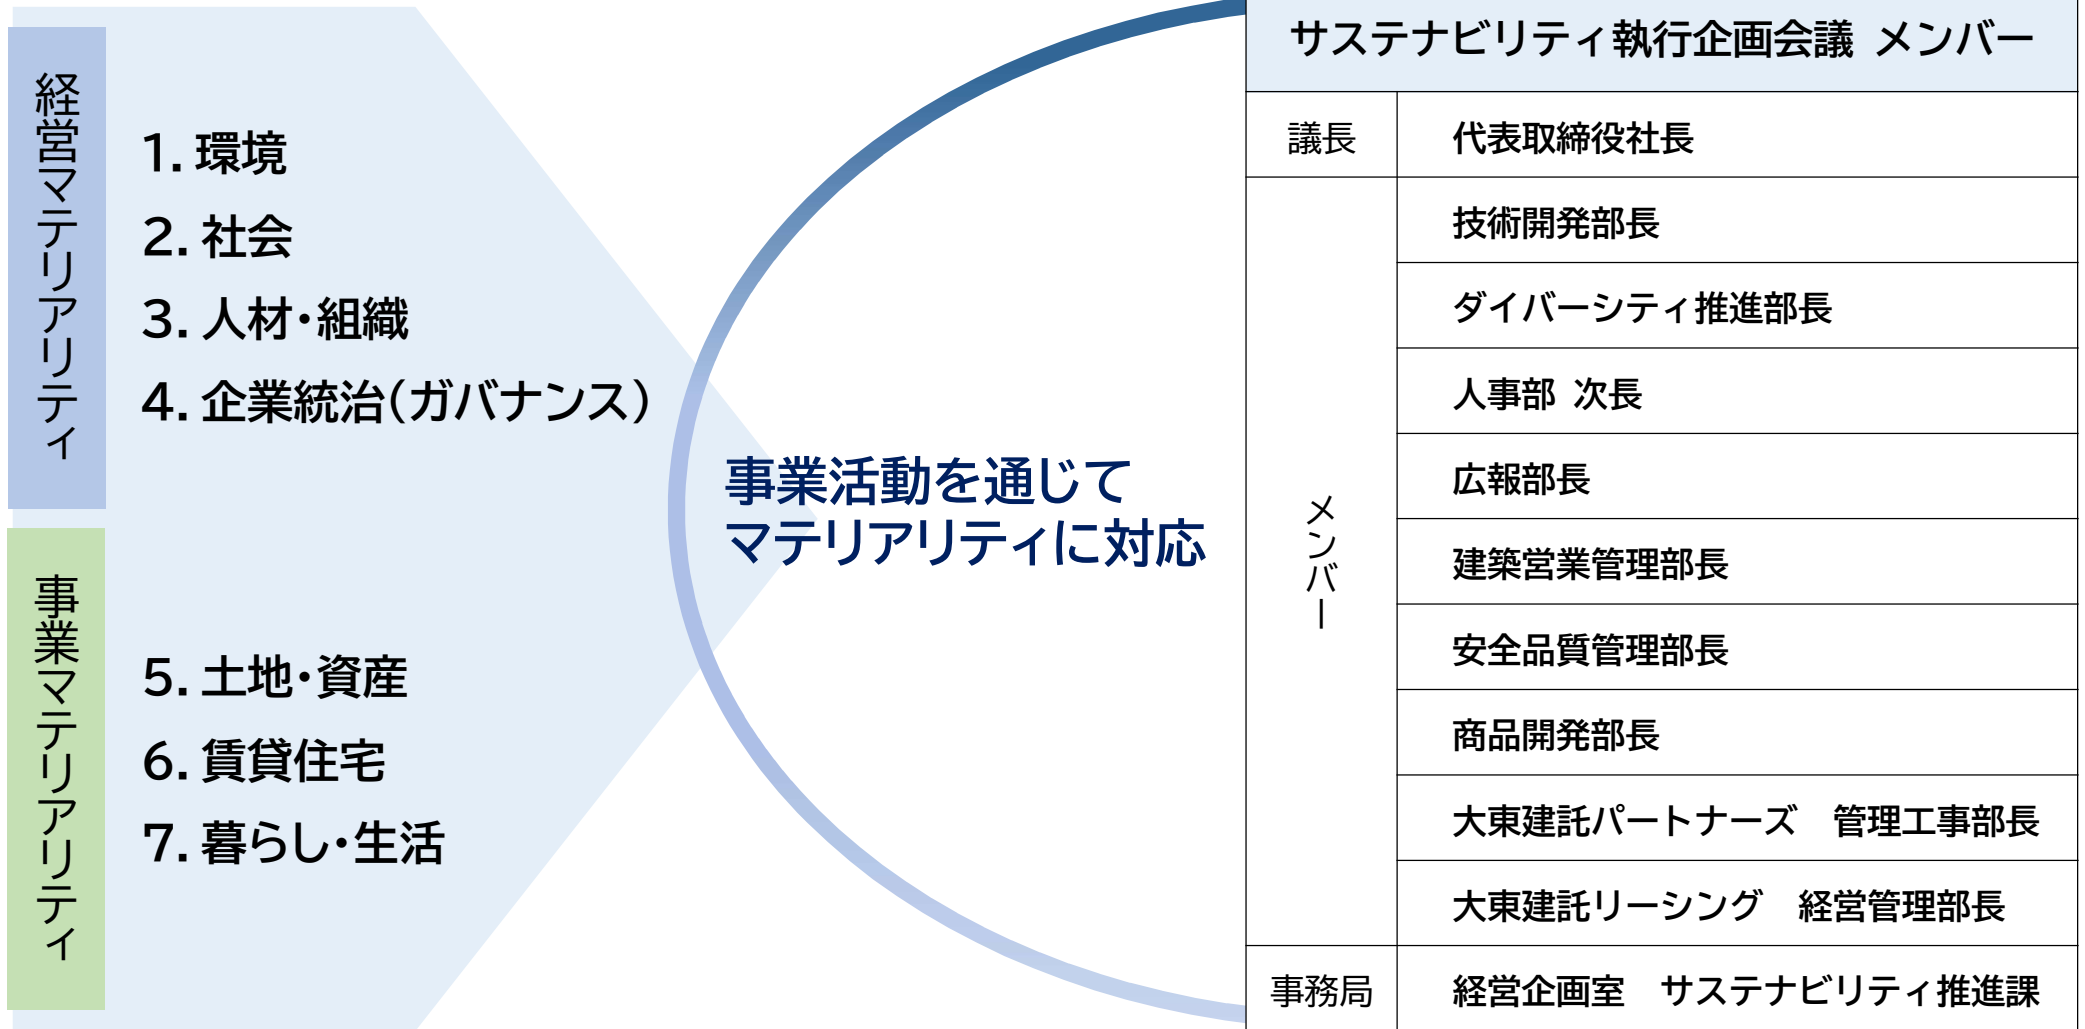 経営マテリアリティ
1. 環境
2. 社会
3. 人材・組織
4. 企業統治(ガバナンス)
事業マテリアリティ
5. 土地・資産
6. 賃貸住宅
7. 暮らし・生活
事業活動を通じて
マテリアリティに対応
サステナビリティ執行企画会議 メンバー
議長 代表取締役社長
メンバー
技術開発部長
ダイバーシティ推進部長
人事部 次長
広報部長
建築営業管理部長
安全品質管理部長
商品開発部長
大東建託パートナーズ 管理工事部長
大東建託リーシング 経営管理部長
事務局 経営企画室 サステナビリティ推進課